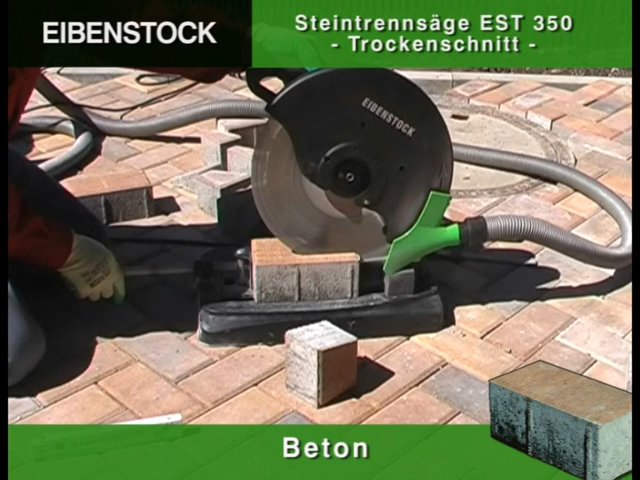 EIBENSTOCK
Steintrennsäge EST 350
- Trockenschnitt -
EIBENSTOCK
Beton